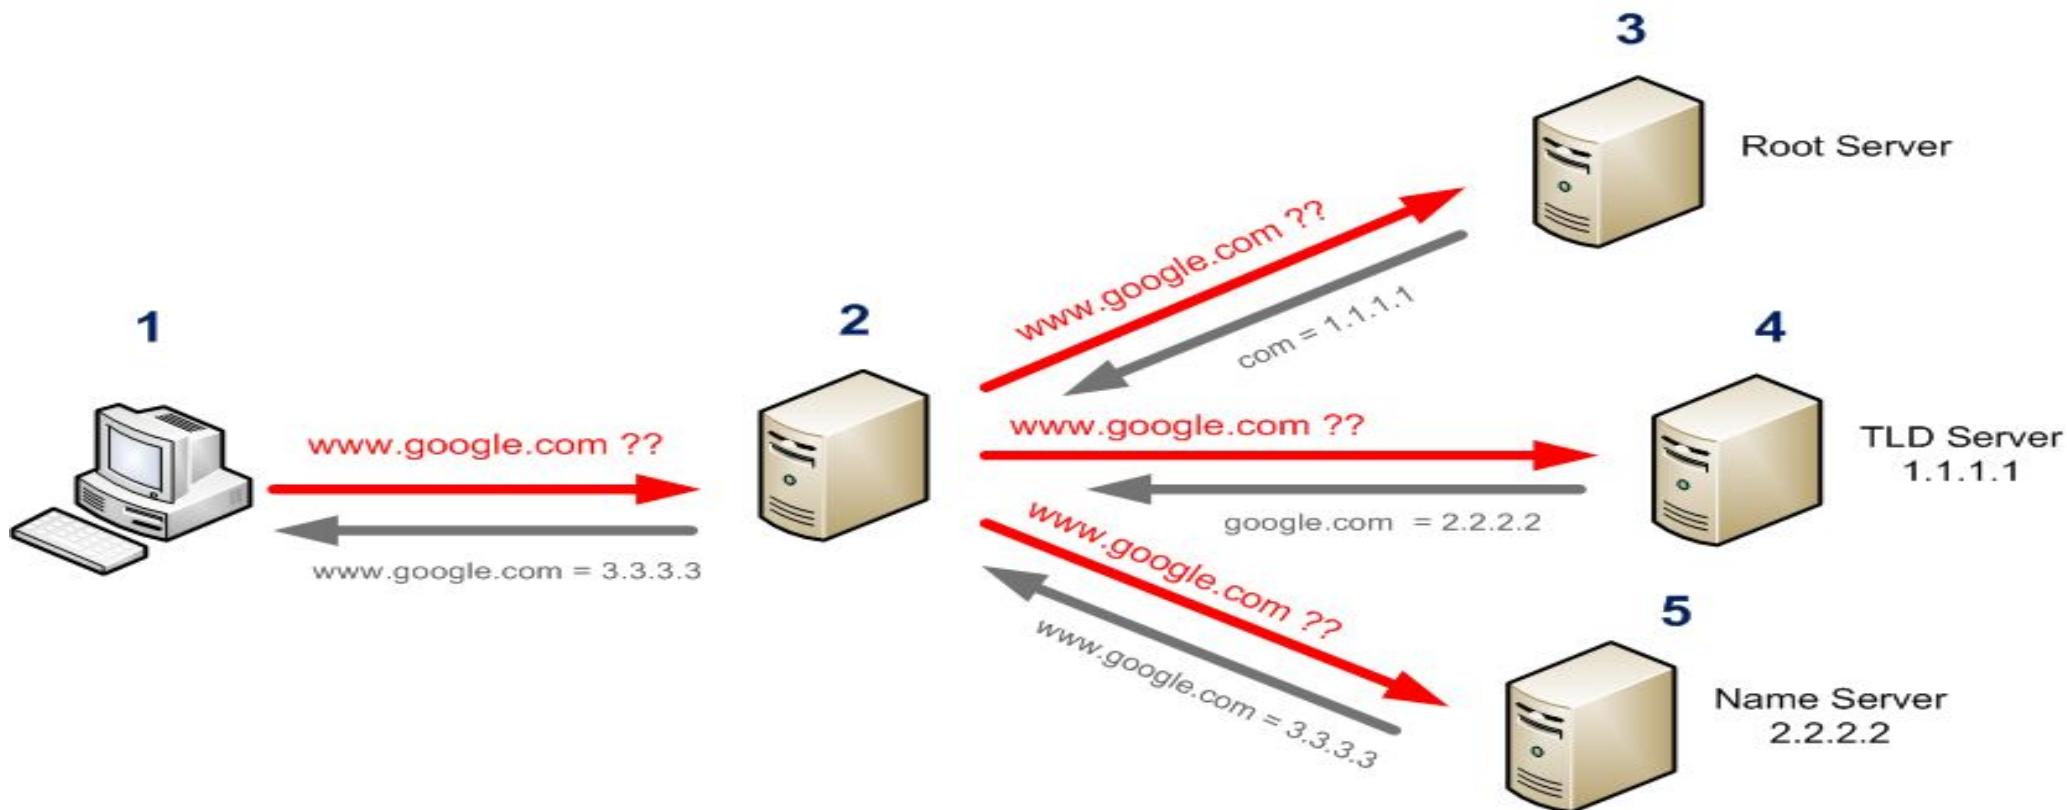 3
Root Server
www.google.com ??
com = 1.1.1.1
1
2
4
www.google.com ??
www.google.com = 3.3.3.3
www.google.com ??
google.com = 2.2.2.2
TLD Server
1.1.1.1
www.google.com ??
www.google.com = 3.3.3.3
5
Name Server
2.2.2.2